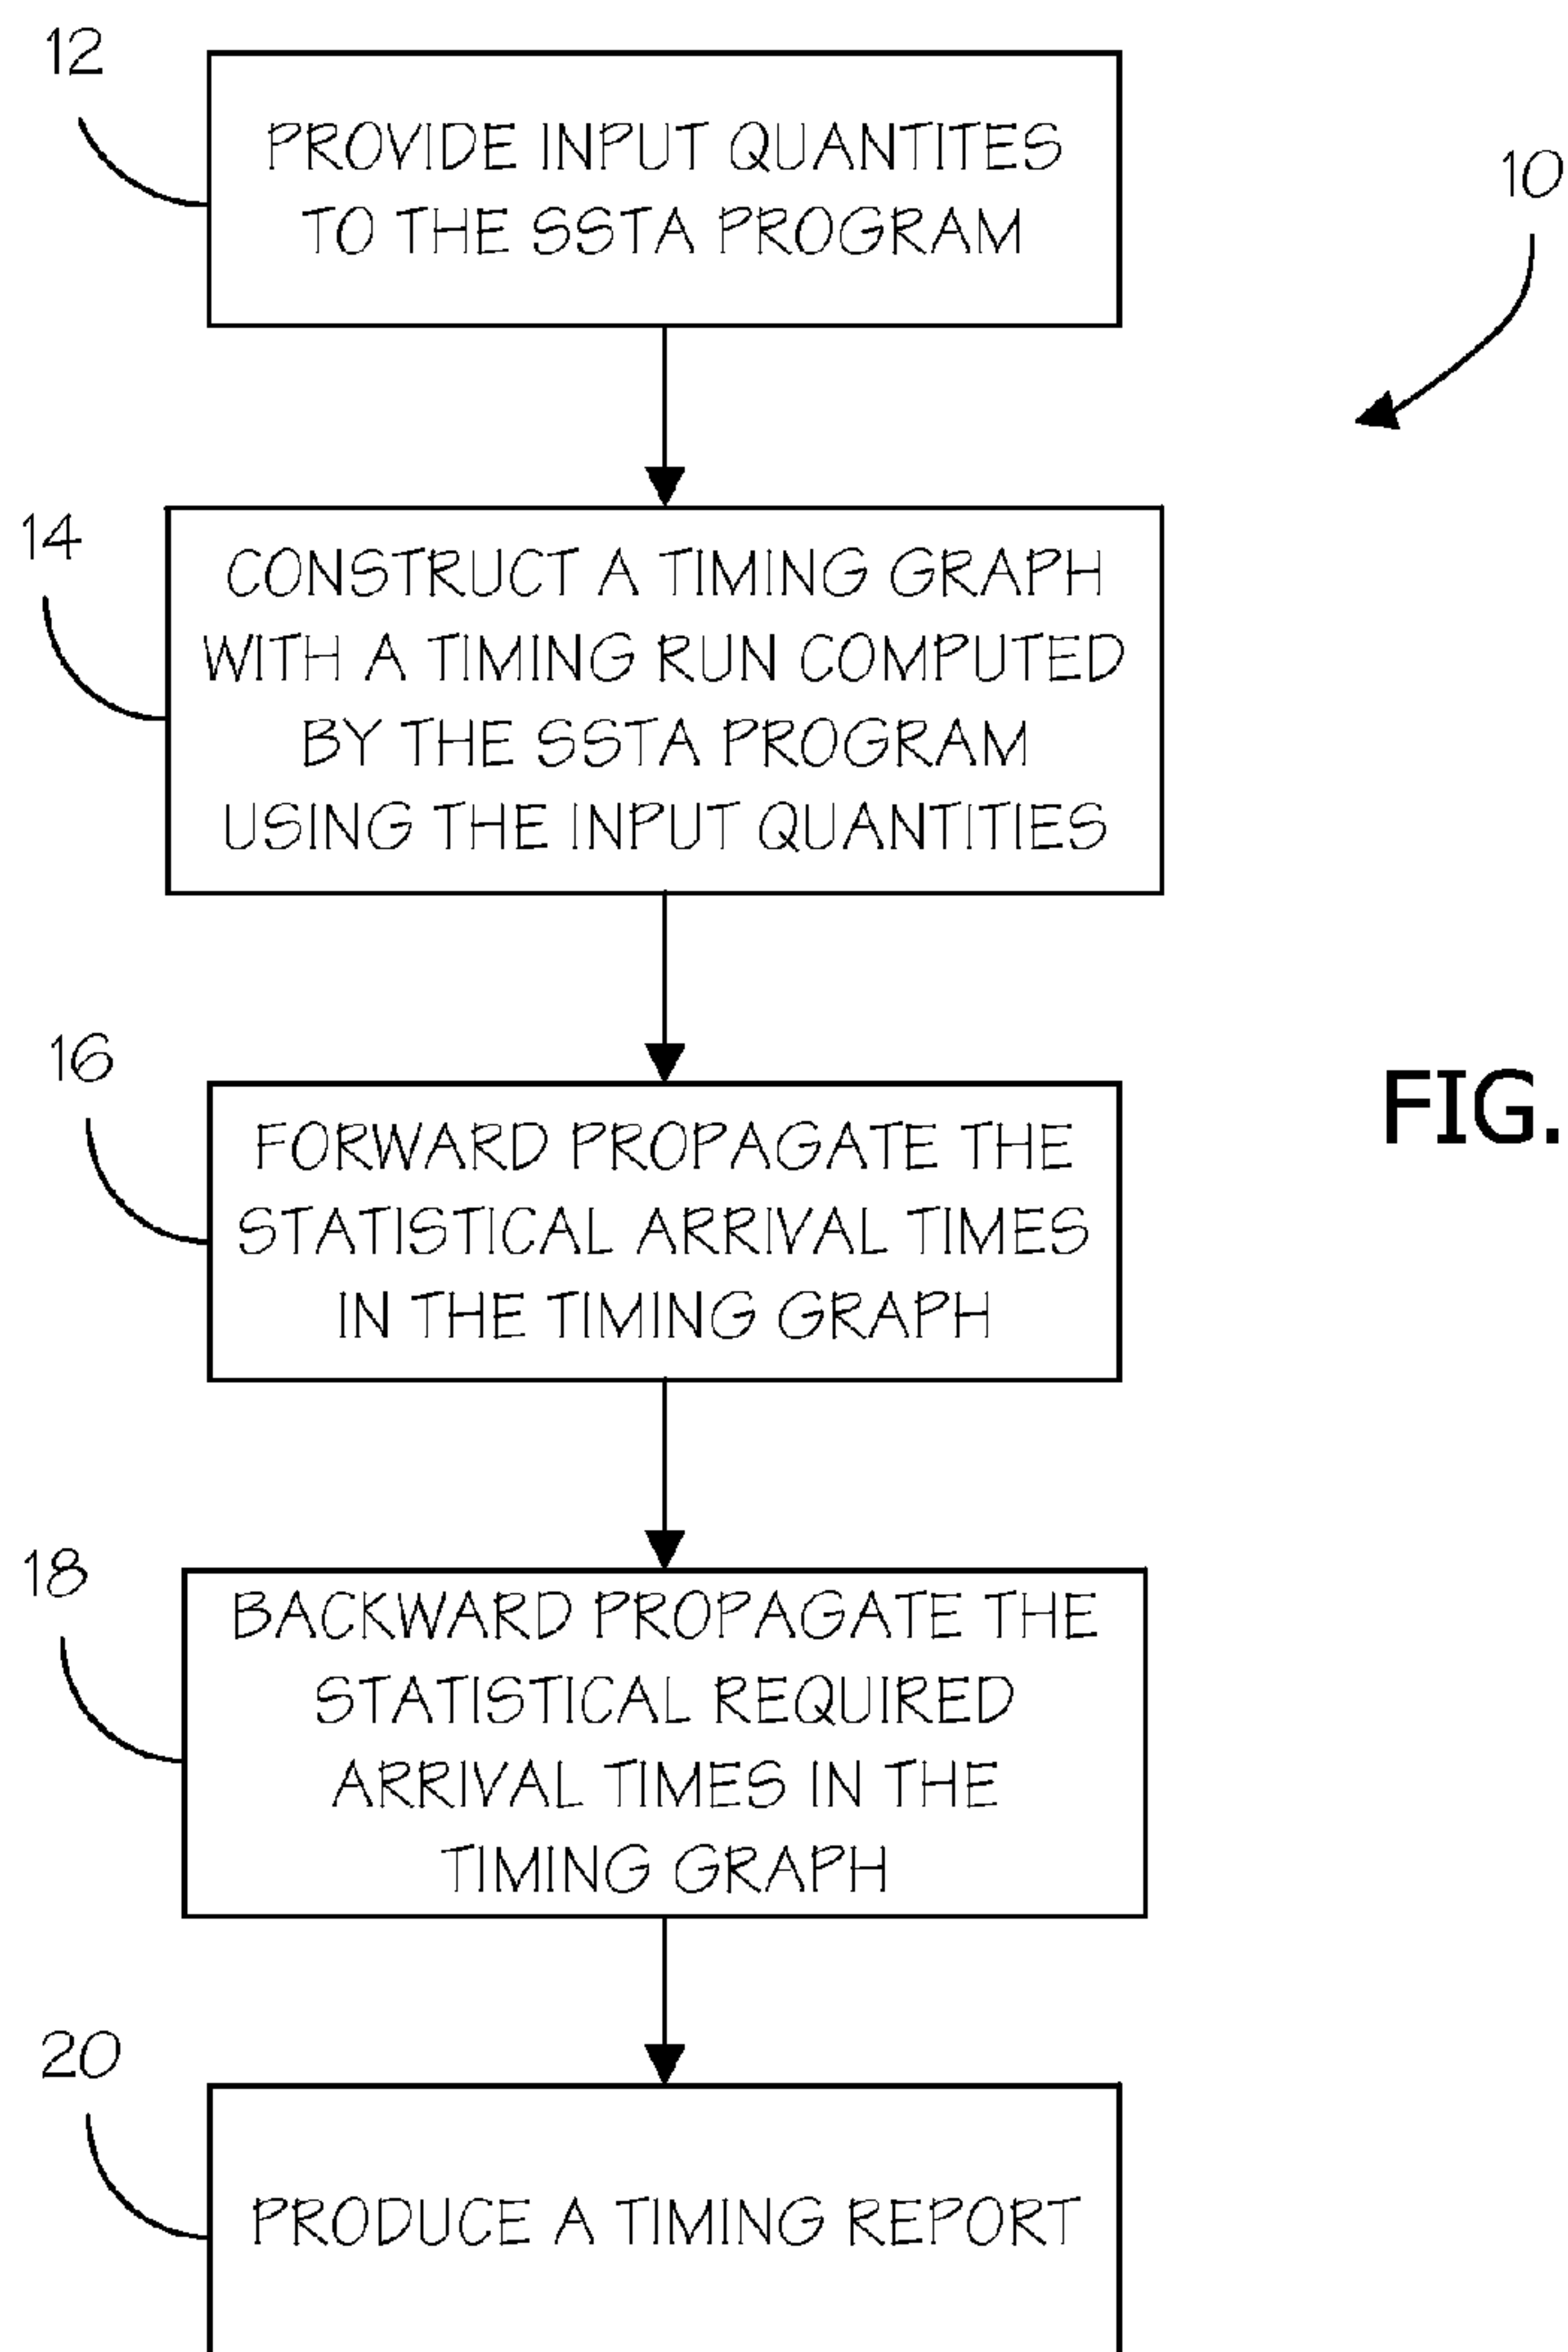 12
PROVIDE INPUT QUANTITES
TO THE SSTA PROGRAM
10
14
CONSTRUCT A TIMING GRAPH
WITH A TIMING RUN COMPUTED
BY THE SSTA PROGRAM
USING THE INPUT QUANTITIES
16
FORWARD PROPAGATE THE
STATISTICAL ARRIVAL TIMES
IN THE TIMING GRAPH
FIG.
18
BACKWARD PROPAGATE THE
STATISTICAL REQUIRED
ARRIVAL TIMES IN THE
TIMING GRAPH
20
PRODUCE A TIMING REPORT